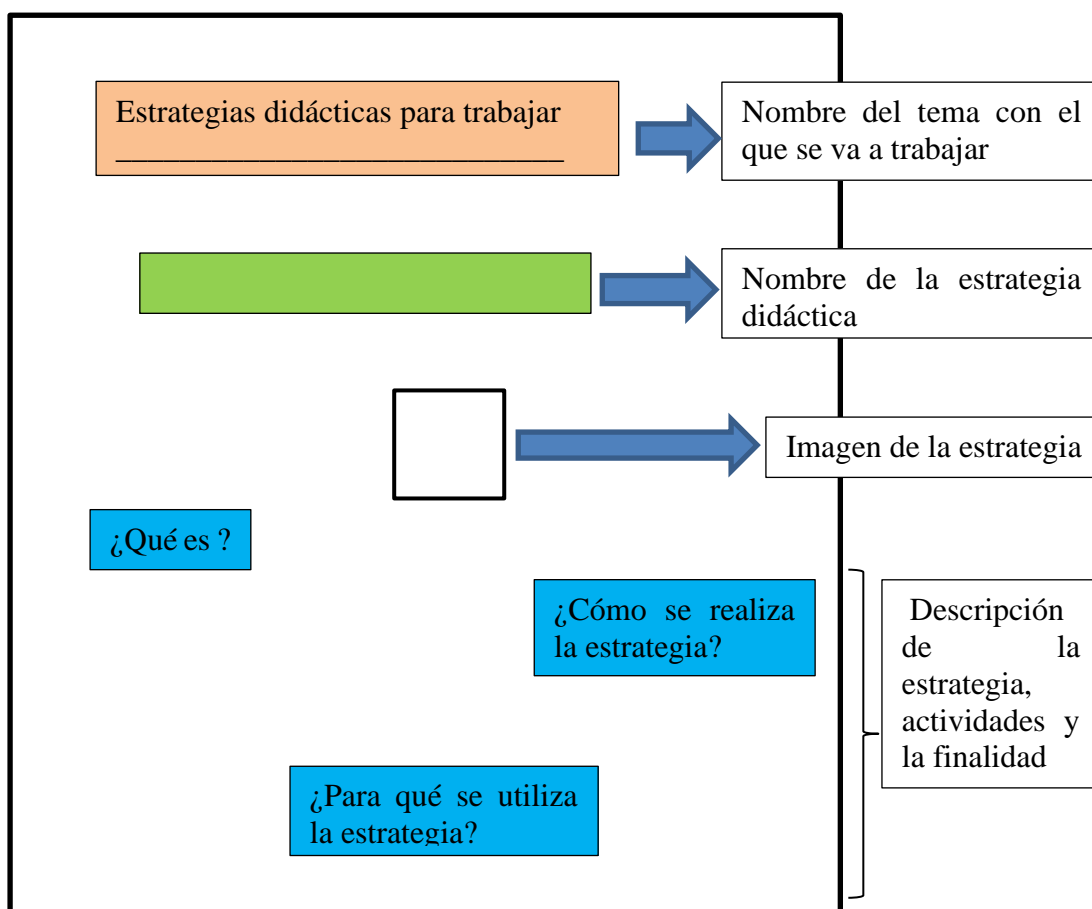 Estrategias didácticas para trabajar
____________________________
Nombre del tema con el
que se va a trabajar
Nombre de la estrategia
didáctica
Imagen de la estrategia
¿Qué es ?
¿Cómo se realiza
la estrategia?
Descripción
de la
estrategia,
actividades y
la finalidad
¿Para qué se utiliza
la estrategia?